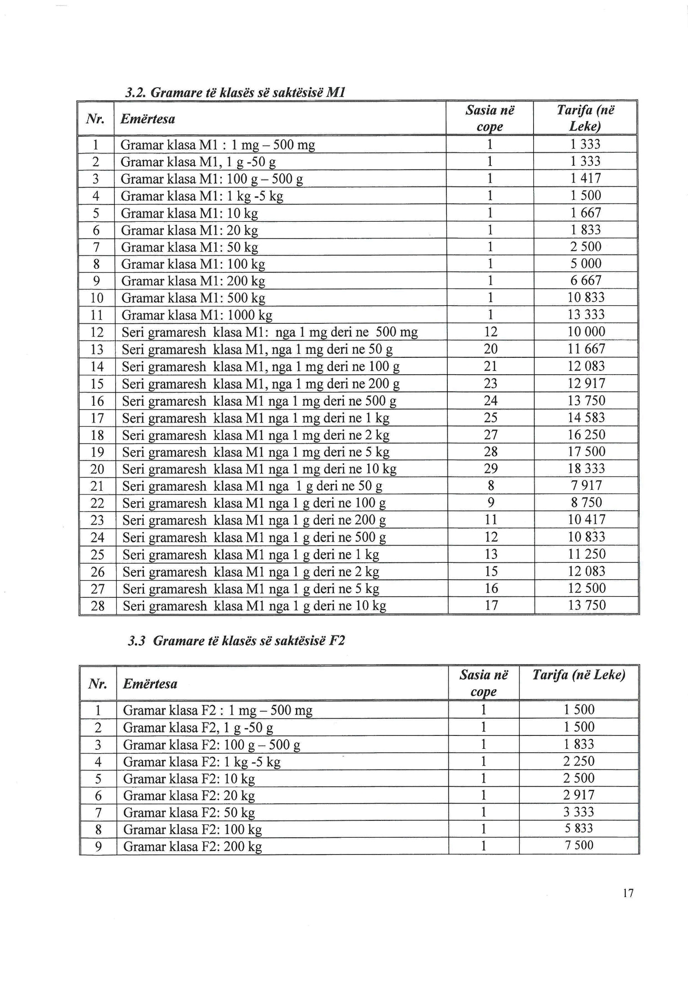 3.2. Gramare të klasës së saktësisë M1
Nr. Emërtesa Sasia në cope Tarifa (në Leke)
1 Gramar klasa M1 : 1 mg – 500 mg 1 1 333
2 Gramar klasa M1, 1 g -50 g 1 1 333
3 Gramar klasa M1: 100 g – 500 g 1 1 417
4 Gramar klasa M1: 1 kg -5 kg 1 1 500
5 Gramar klasa M1: 10 kg 1 1 667
6 Gramar klasa M1: 20 kg 1 1 833
7 Gramar klasa M1: 50 kg 1 2 500
8 Gramar klasa M1: 100 kg 1 5 000
9 Gramar klasa M1: 200 kg 1 6 667
10 Gramar klasa M1: 500 kg 1 10 833
11 Gramar klasa M1: 1000 kg 1 13 333
12 Seri gramaresh klasa M1: nga 1 mg deri ne 500 mg 12 10 000
13 Seri gramaresh klasa M1, nga 1 mg deri ne 50 g 20 11 667
14 Seri gramaresh klasa M1, nga 1 mg deri ne 100 g 21 12 083
15 Seri gramaresh klasa M1, nga 1 mg deri ne 200 g 23 12 917
16 Seri gramaresh klasa M1 nga 1 mg deri ne 500 g 24 13 750
17 Seri gramaresh klasa M1 nga 1 mg deri ne 1 kg 25 14 583
18 Seri gramaresh klasa M1 nga 1 mg deri ne 2 kg 27 16 250
19 Seri gramaresh klasa M1 nga 1 mg deri ne 5 kg 28 17 500
20 Seri gramaresh klasa M1 nga 1 mg deri ne 10 kg 29 18 333
21 Seri gramaresh klasa M1 nga 1 g deri ne 50 g 8 7 917
22 Seri gramaresh klasa M1 nga 1 g deri ne 100 g 9 8 750
23 Seri gramaresh klasa M1 nga 1 g deri ne 200 g 11 10 417
24 Seri gramaresh klasa M1 nga 1 g deri ne 500 g 12 10 833
25 Seri gramaresh klasa M1 nga 1 g deri ne 1 kg 13 11 250
26 Seri gramaresh klasa M1 nga 1 g deri ne 2 kg 15 12 083
27 Seri gramaresh klasa M1 nga 1 g deri ne 5 kg 16 12 500
28 Seri gramaresh klasa M1 nga 1 g deri ne 10 kg 17 13 750
3.3 Gramare të klasës së saktësisë F2
Nr. Emërtesa Sasia në cope Tarifa (në Leke)
1 Gramar klasa F2 : 1 mg – 500 mg 1 1 500
2 Gramar klasa F2, 1 g -50 g 1 1 500
3 Gramar klasa F2: 100 g – 500 g 1 1 833
4 Gramar klasa F2: 1 kg -5 kg 1 2 250
5 Gramar klasa F2: 10 kg 1 2 500
6 Gramar klasa F2: 20 kg 1 2 917
7 Gramar klasa F2: 50 kg 1 3 333
8 Gramar klasa F2: 100 kg 1 5 833
9 Gramar klasa F2: 200 kg 1 7 500
17